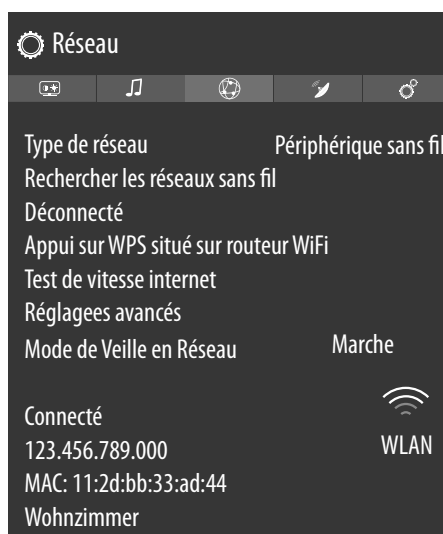 Réseau
Type de réseau Périphérique sans fil
Rechercher les réseaux sans fil
Déconnecté
Appui sur WPS situé sur routeur WiFi
Test de vitesse internet
Réglagees avancés
Mode de Veille en Réseau Marche
Connecté
123.456.789.000 WLAN
MAC: 11:2d:bb:33:ad:44
Wohnzimmer